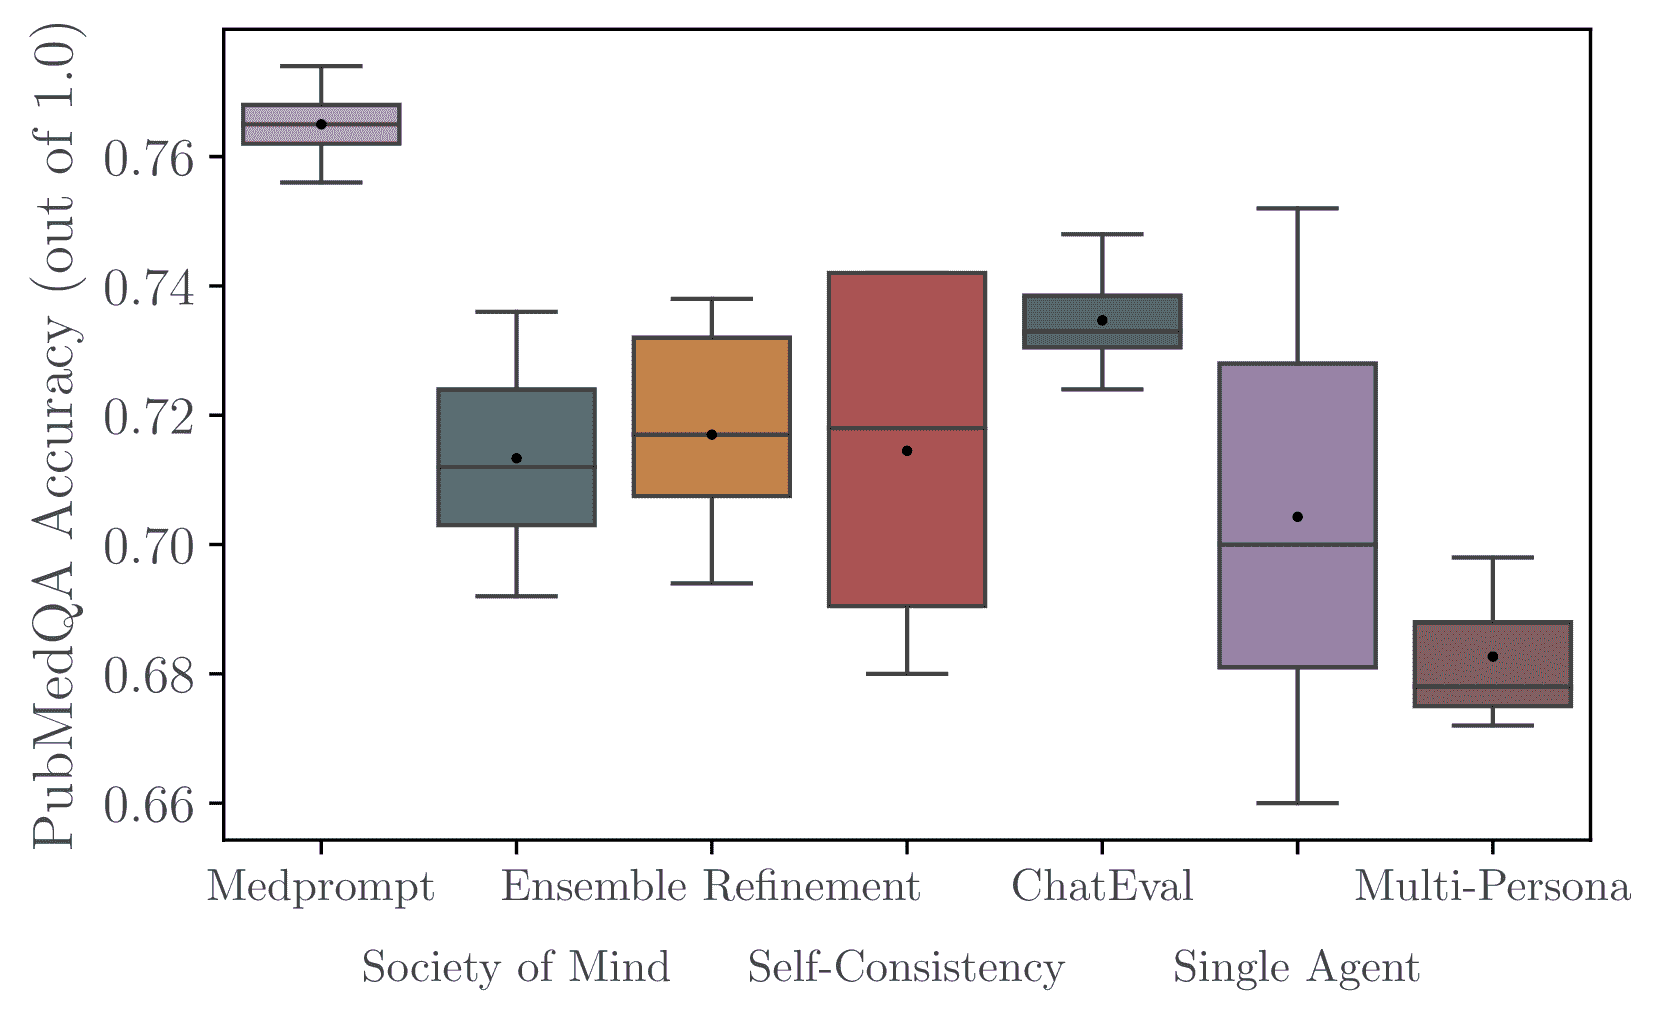 PubMedQA Accuracy (out of 1.0)
0.76
0.74
0.72
0.70
0.68
0.66
Medprompt
Ensemble Refinement
ChatEval
Multi-Persona
Society of Mind
Self-Consistency
Single Agent